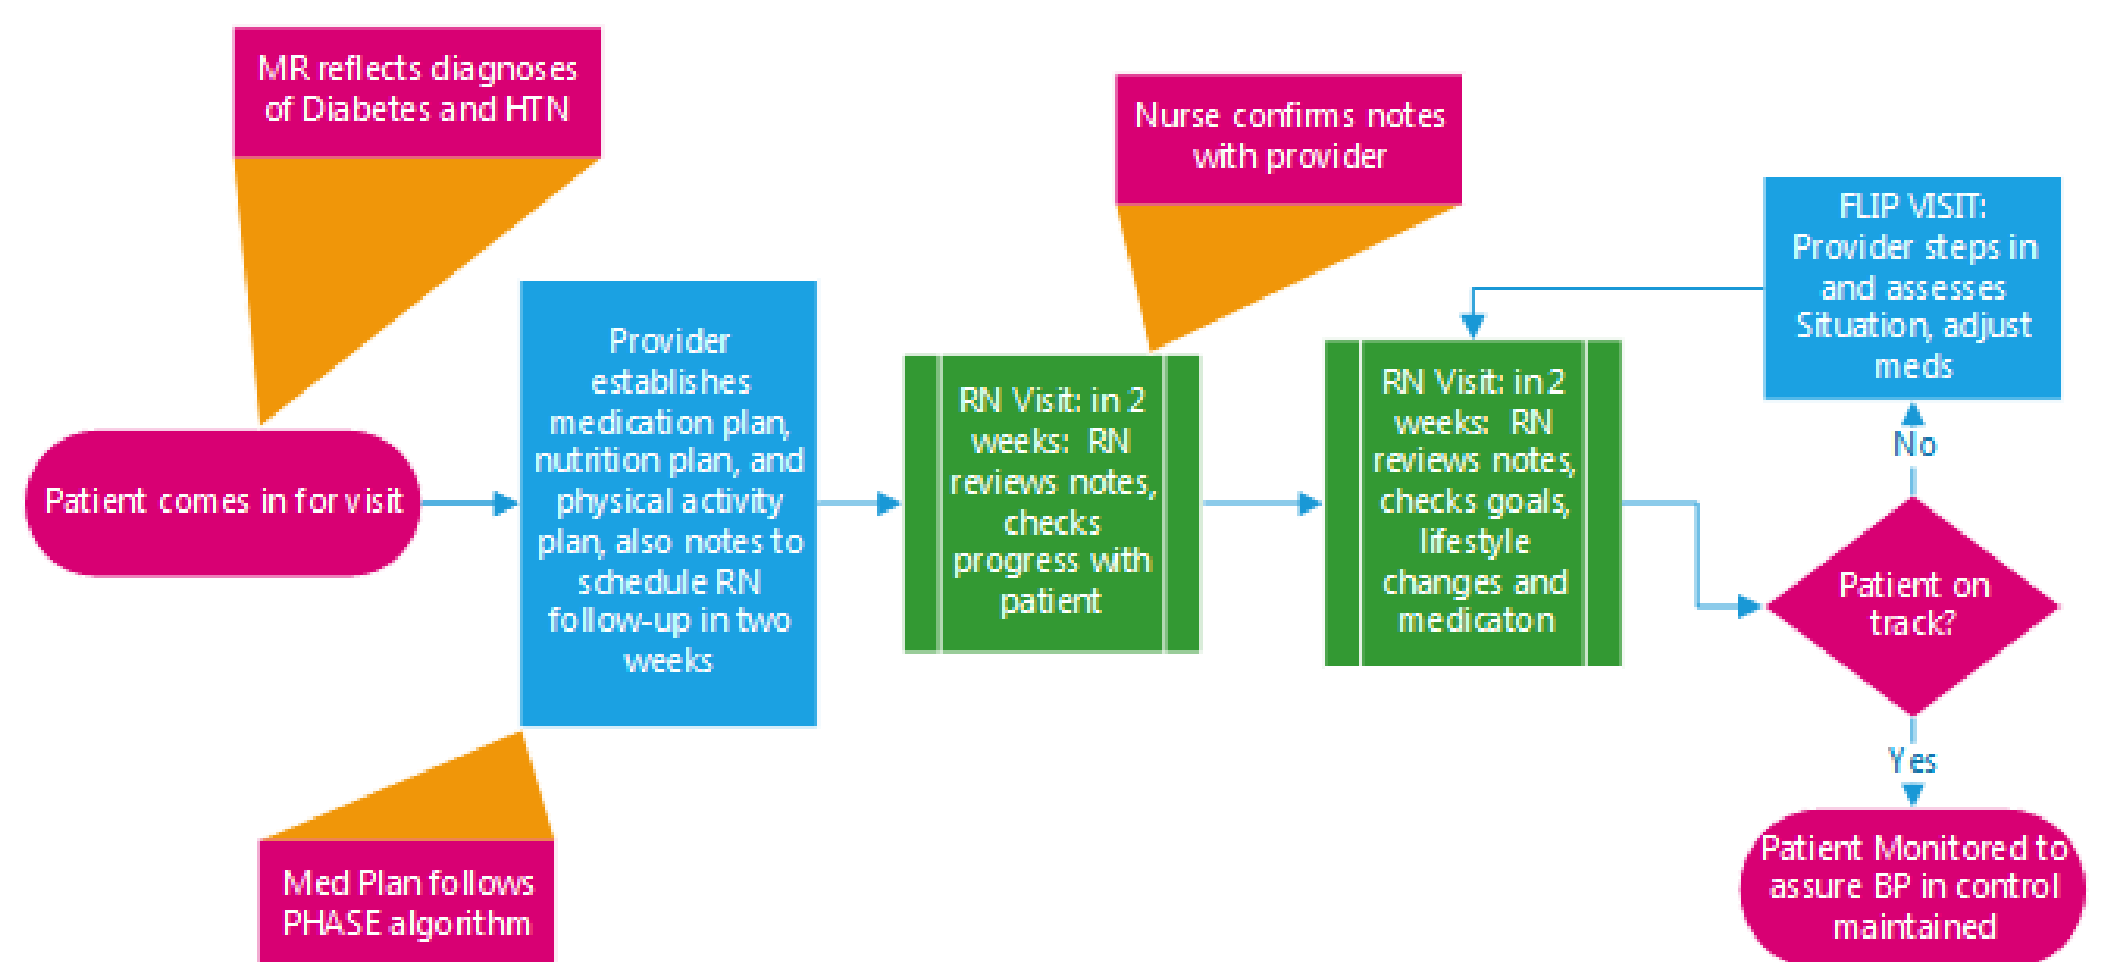 MR reflects diagnoses
of Diabetes and HTN
Nurse confirms notes
with provider
FLIP VISIT:
Provider steps in
and assesses
Situation, adjust
meds
Patient comes in for visit
Provider
establishes
medication plan,
nutrition plan, and
physical activity
plan, also notes to
schedule RN
follow-up in two
weeks
RN Visit: in 2
weeks: RN
reviews notes,
checks
progress with
patient
RN Visit: in 2
weeks: RN
reviews notes,
checks goals,
lifestyle
changes and
medicaton
No
Patient on
track?
Yes
Patient Monitored to
assure BP in control
maintained
Med Plan follows
PHASE algorithm